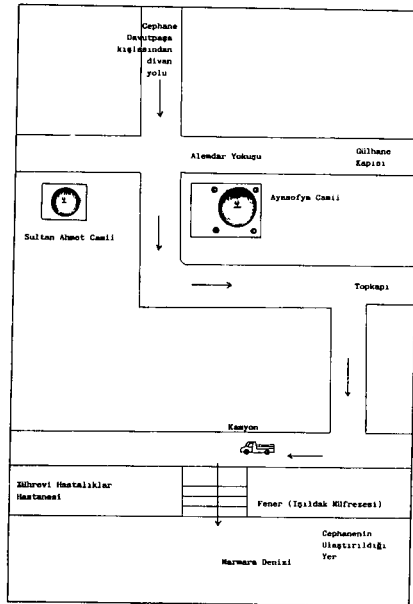 Cephane
Davutpaşa
kışlasından
divan
yolu
Alemdar Yokuşu
Gülhane
Kapısı
Ayasofya Camii
Sultan Ahmet Camii
Topkapı
Kamyon
Zührevi Hastalıklar
Hastanesi
Fener (Işıldak Müfrezesi)
Cephanenin
Ulaştırıldığı
Yer
Marmara Denizi